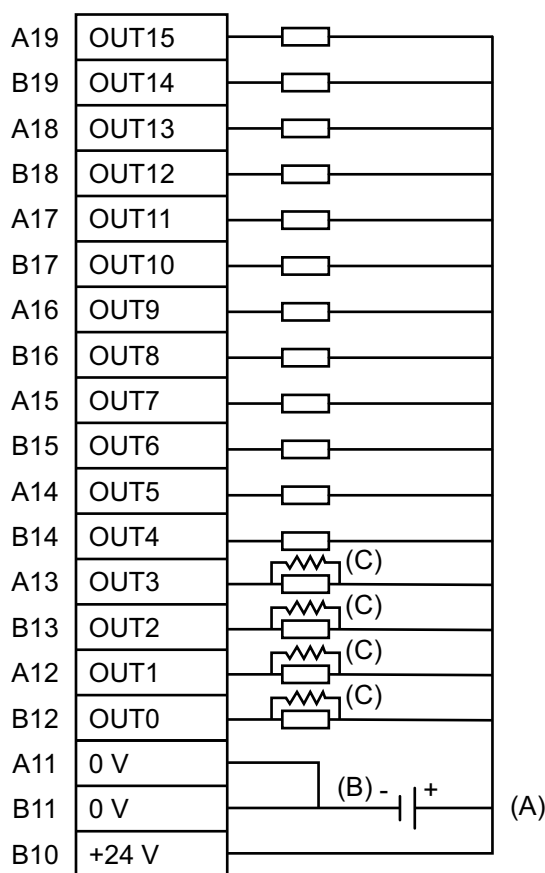 A19 OUT15
B19 OUT14
A18 OUT13
B18 OUT12
A17 OUT11
B17 OUT10
A16 OUT9
B16 OUT8
A15 OUT7
B15 OUT6
A14 OUT5
B14 OUT4
(C)
A13 OUT3
(C)
B13 OUT2
(C)
A12 OUT1
(C)
B12 OUT0
A11 0 V
B11 0 V (B) - + (A)
B10 +24 V